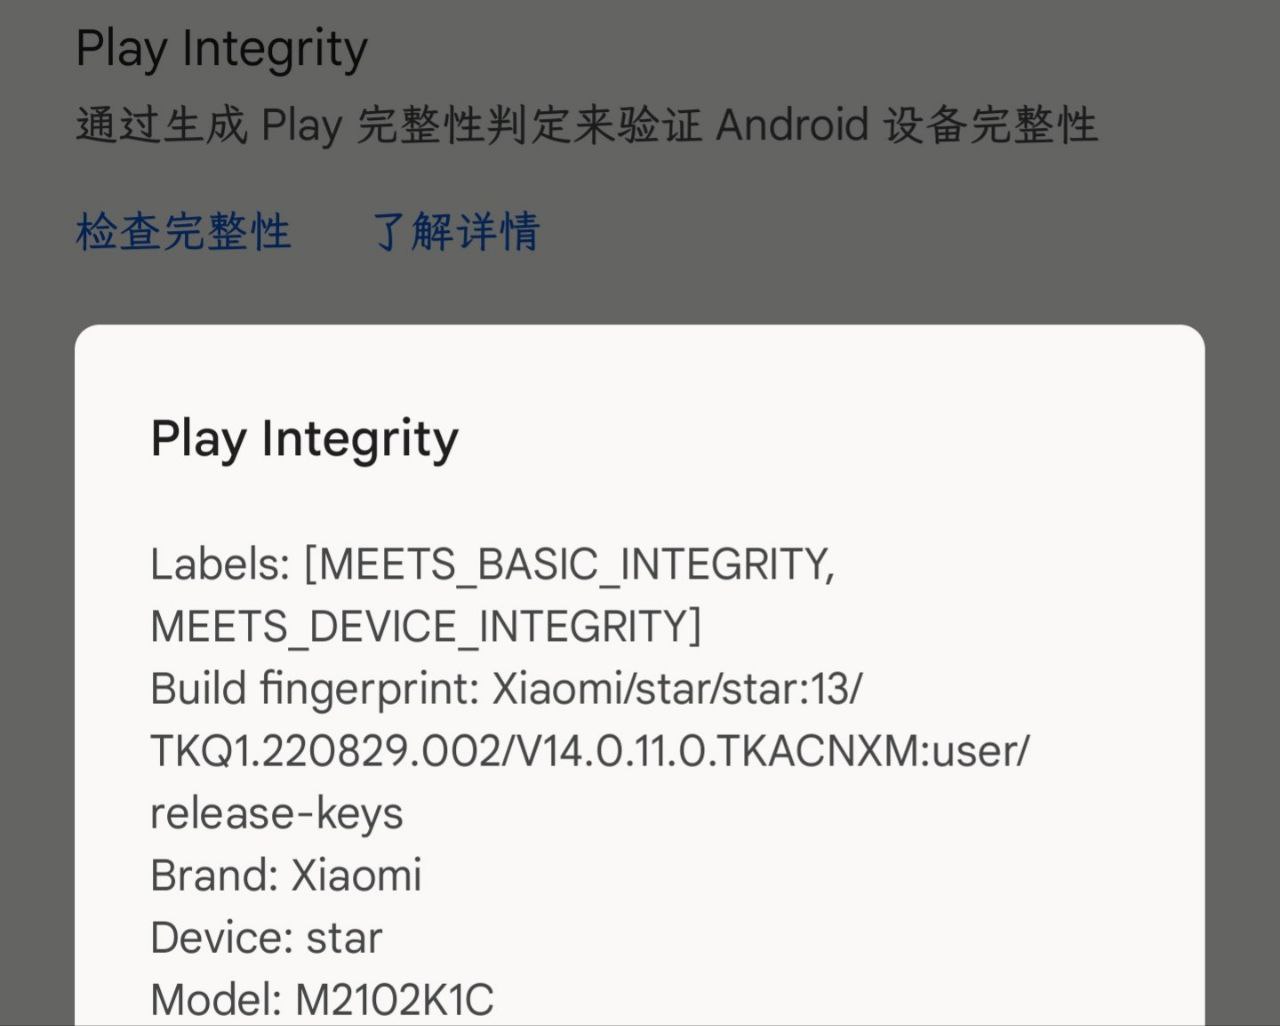 Play Integrity
通过生成 Play 完整性判定来验证 Android 设备完整性
检查完整性 了解详情
Play Integrity
Labels: [MEETS_BASIC_INTEGRITY,
MEETS_DEVICE_INTEGRITY]
Build fingerprint: Xiaomi/star/star:13/
TKQ1.220829.002/V14.0.11.0.TKACNXM:user/
release-keys
Brand: Xiaomi
Device: star
Model: M2102K1C